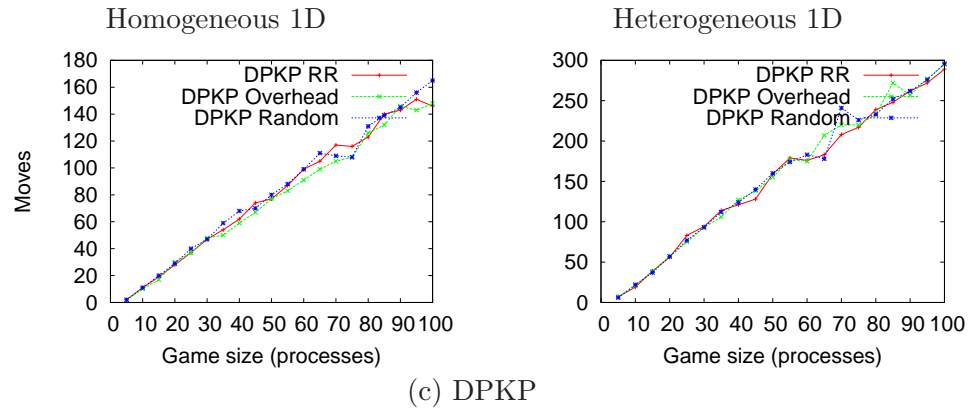 Homogeneous 1D
Heterogeneous 1D
180
160
140
120
100
80
60
40
20
0
Moves
DPKP RR
DPKP Overhead
DPKP Random
0 10 20 30 40 50 60 70 80 90 100
Game size (processes)
300
250
200
150
100
50
0
DPKP RR
DPKP Overhead
DPKP Random
0 10 20 30 40 50 60 70 80 90 100
Game size (processes)
(c) DPKP